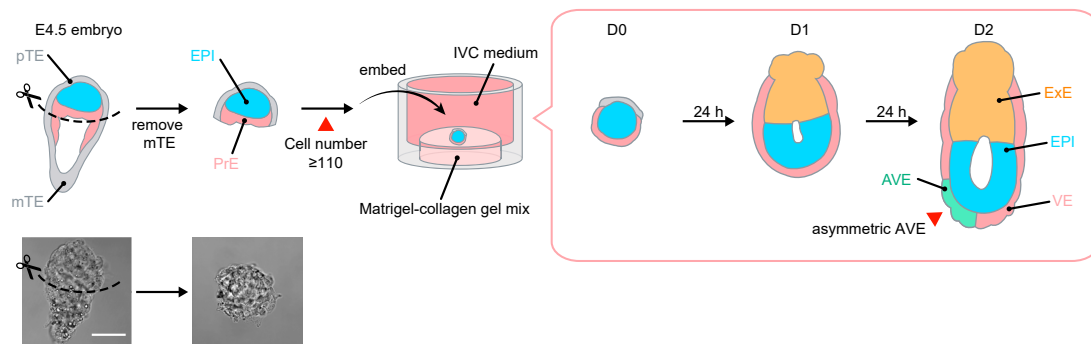 E4.5 embryo
pTE
mTE
remove
mTE
EPI
PrE
Cell number
≥110
embed
IVC medium
Matrigel-collagen gel mix
D0
24 h
D1
24 h
D2
ExE
EPI
AVE
VE
asymmetric AVE